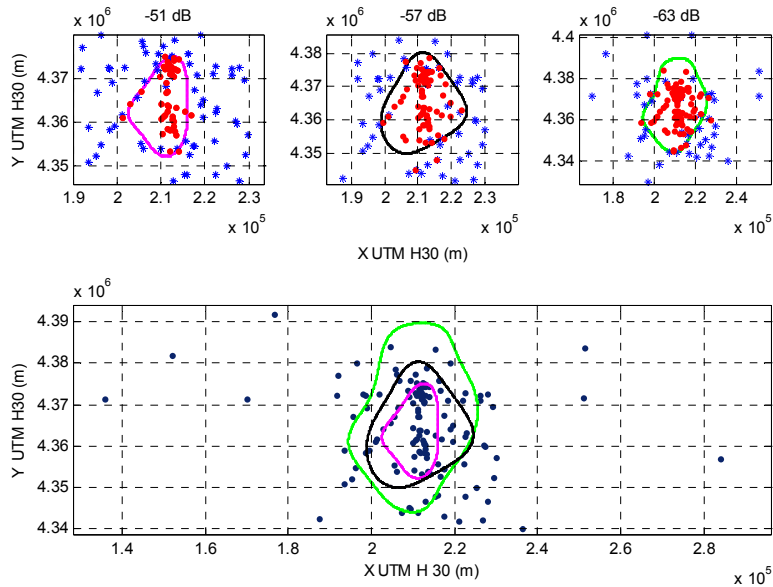 -51 dB
-57 dB
-63 dB
x 10^6
x 10^6
x 10^6
Y UTM H30 (m)
4.37
4.36
4.35
4.38
4.37
4.36
4.35
4.4
4.38
4.36
4.34
1.9 2 2.1 2.2 2.3
1.9 2 2.1 2.2 2.3
1.8 2 2.2 2.4
x 10^5
x 10^5
x 10^5
X UTM H30 (m)
x 10^6
Y UTM H30 (m)
4.39
4.38
4.37
4.36
4.35
4.34
1.4 1.6 1.8 2 2.2 2.4 2.6 2.8
X UTM H 30 (m)
x 10^5